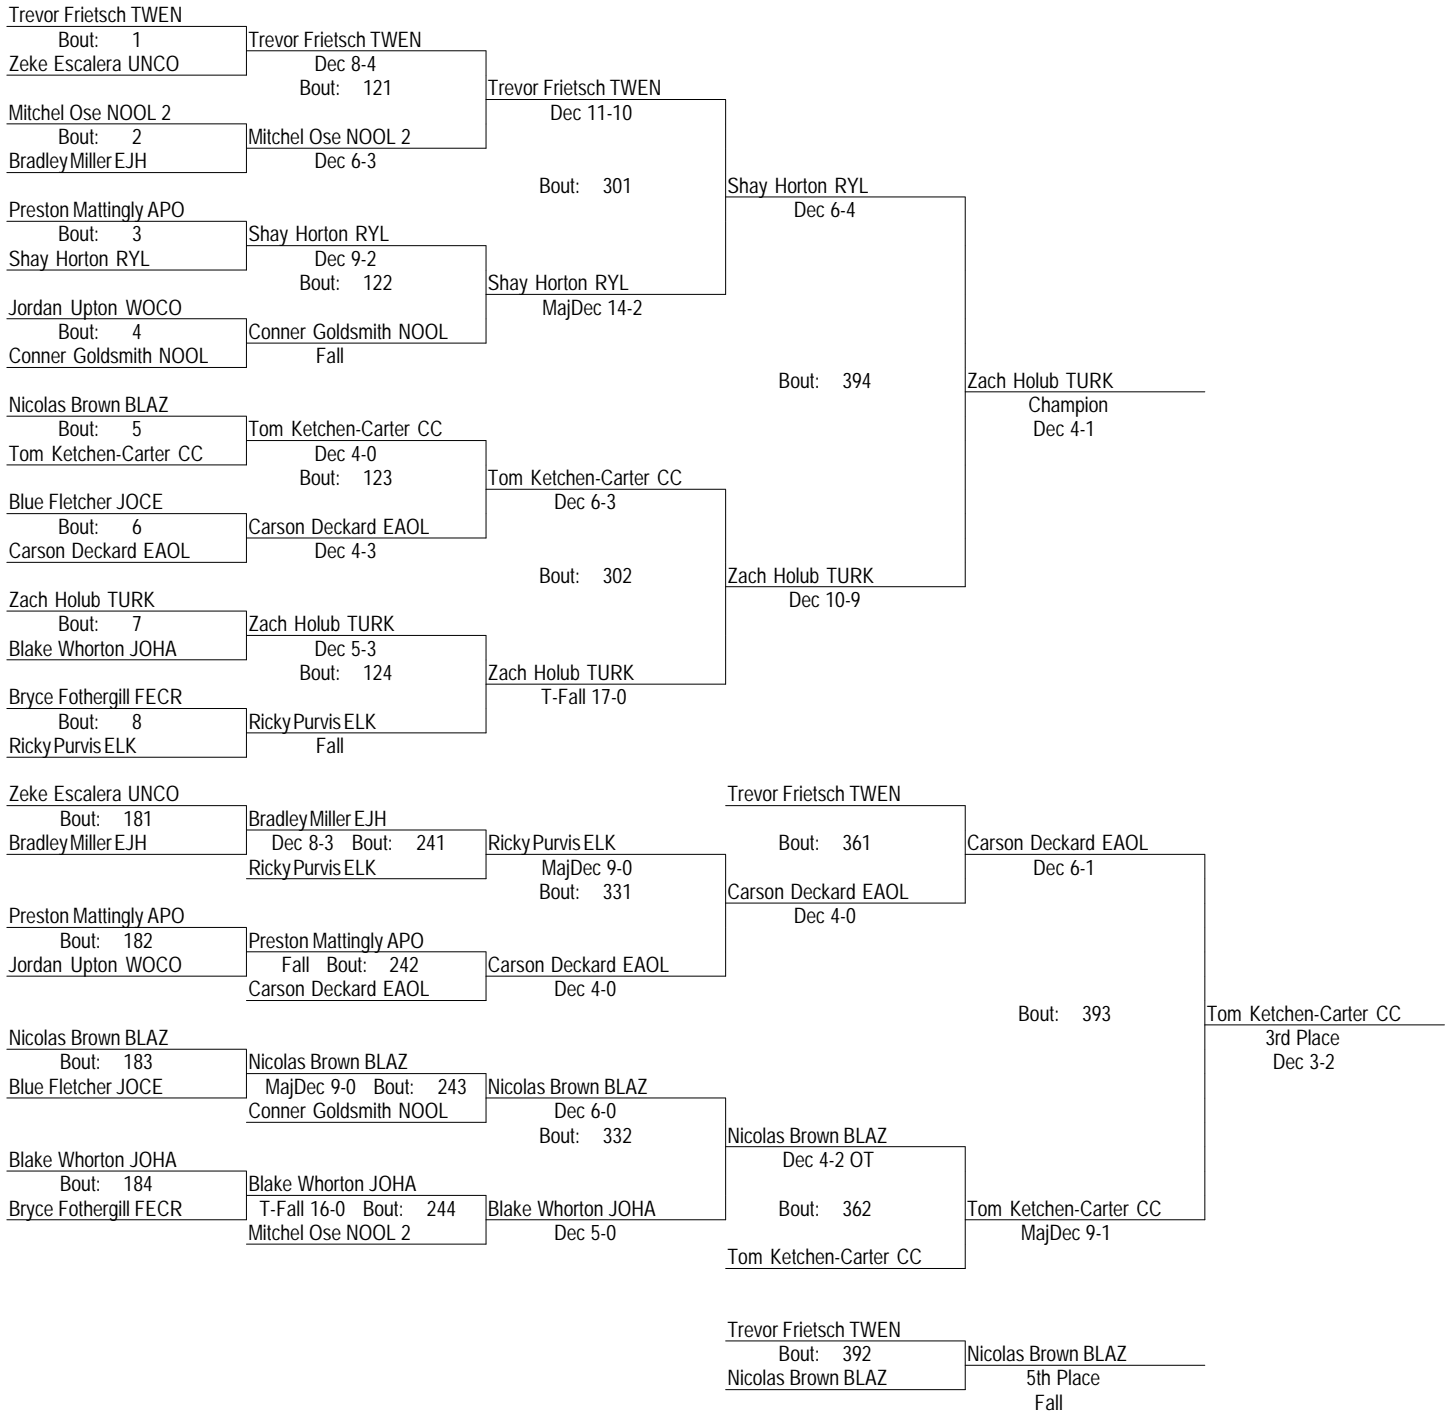 Trevor Frietsch TWEN
Bout: 1 Trevor Frietsch TWEN
Zeke Escalera UNCO Dec 8-4
Bout: 121 Trevor Frietsch TWEN
Mitchel Ose NOOL 2 Dec 11-10
Bout: 2 Mitchel Ose NOOL 2
Bradley Miller EJH Dec 6-3
Bout: 301 Shay Horton RYL
Preston Mattingly APO Dec 6-4
Bout: 3 Shay Horton RYL
Shay Horton RYL Dec 9-2
Bout: 122 Shay Horton RYL
Jordan Upton WOCO MajDec 14-2
Bout: 4 Conner Goldsmith NOOL
Conner Goldsmith NOOL Fall
Bout: 394 Zach Holub TURK
Nicolas Brown BLAZ Champion
Bout: 5 Tom Ketchen-Carter CC Dec 4-1
Tom Ketchen-Carter CC Dec 4-0
Bout: 123 Tom Ketchen-Carter CC
Blue Fletcher JOCE Dec 6-3
Bout: 6 Carson Deckard EAOL
Carson Deckard EAOL Dec 4-3
Bout: 302 Zach Holub TURK
Zach Holub TURK Dec 10-9
Bout: 7 Zach Holub TURK
Blake Whorton JOHA Dec 5-3
Bout: 124 Zach Holub TURK
Bryce Fothergill FECR T-Fall 17-0
Bout: 8 Ricky Purvis ELK
Ricky Purvis ELK Fall
Zeke Escalera UNCO Trevor Frietsch TWEN
Bout: 181 Bradley Miller EJH
Bradley Miller EJH Dec 8-3 Bout: 241 Ricky Purvis ELK Bout: 361 Carson Deckard EAOL
Ricky Purvis ELK MajDec 9-0 Dec 6-1
Bout: 331 Carson Deckard EAOL
Preston Mattingly APO Dec 4-0
Bout: 182 Preston Mattingly APO
Jordan Upton WOCO Fall Bout: 242 Carson Deckard EAOL
Carson Deckard EAOL Dec 4-0
Bout: 393 Tom Ketchen-Carter CC
Nicolas Brown BLAZ 3rd Place
Bout: 183 Nicolas Brown BLAZ Dec 3-2
Blue Fletcher JOCE MajDec 9-0 Bout: 243 Nicolas Brown BLAZ
Conner Goldsmith NOOL Dec 6-0
Bout: 332 Nicolas Brown BLAZ
Blake Whorton JOHA Dec 4-2 OT
Bout: 184 Blake Whorton JOHA
Bryce Fothergill FECR T-Fall 16-0 Bout: 244 Blake Whorton JOHA Bout: 362 Tom Ketchen-Carter CC
Mitchel Ose NOOL 2 Dec 5-0 MajDec 9-1
Tom Ketchen-Carter CC
Trevor Frietsch TWEN
Bout: 392 Nicolas Brown BLAZ
Nicolas Brown BLAZ 5th Place
Fall